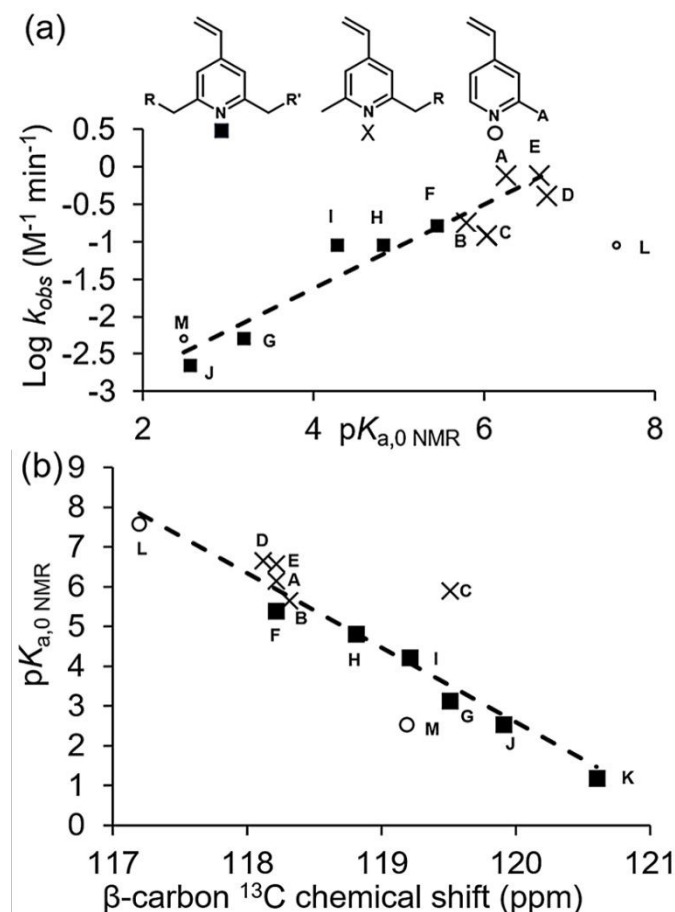 (a)
R N R'
N R
N A
X
0.5
0
-0.5
-1
-1.5
-2
-2.5
-3
Log kobs (M-1 min-1)
A E
F D
I H
B C
L
M
G
J
2 4 6 8
pKa,0 NMR
(b)
9
8
7
6
5
4
3
2
1
0
pKa,0 NMR
D E
L A
B C
F
H I
G
M J
K
117 118 119 120 121
β-carbon 13C chemical shift (ppm)